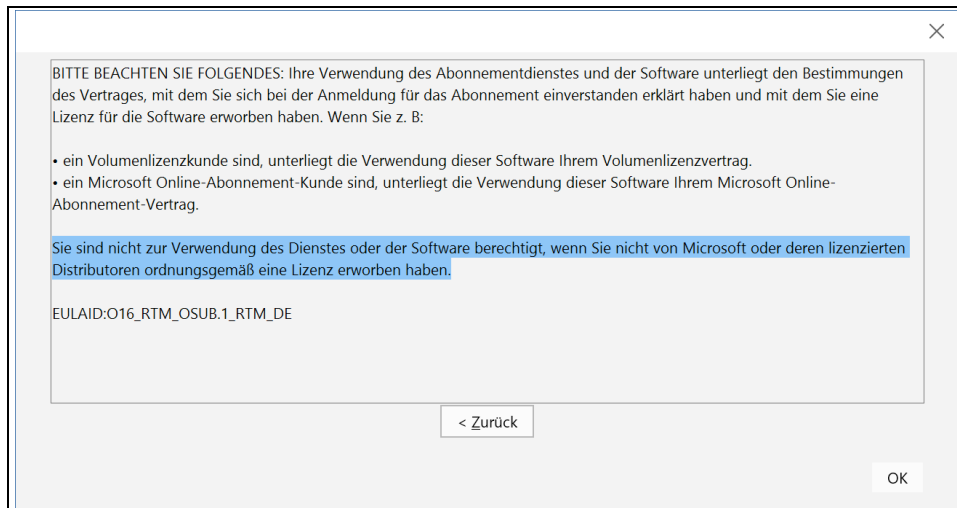 BITTE BEACHTEN SIE FOLGENDES: Ihre Verwendung des Abonnementdienstes und der Software unterliegt den Bestimmungen
des Vertrages, mit dem Sie sich bei der Anmeldung für das Abonnement einverstanden erklärt haben und mit dem Sie eine
Lizenz für die Software erworben haben. Wenn Sie z. B:
• ein Volumenlizenzkunde sind, unterliegt die Verwendung dieser Software Ihrem Volumenlizenzvertrag.
• ein Microsoft Online-Abonnement-Kunde sind, unterliegt die Verwendung dieser Software Ihrem Microsoft Online-
Abonnement-Vertrag.
Sie sind nicht zur Verwendung des Dienstes oder der Software berechtigt, wenn Sie nicht von Microsoft oder deren lizenzierten
Distributoren ordnungsgemäß eine Lizenz erworben haben.
EULAID:O16_RTM_OSUB.1_RTM_DE
< Zurück
OK